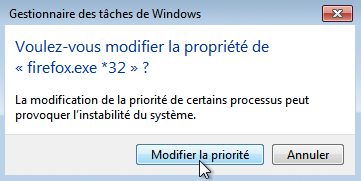 Gestionnaire des tâches de Windows
Voulez-vous modifier la propriété de
« firefox.exe *32 » ?
La modification de la priorité de certains processus peut
provoquer l'instabilité du système.
Modifier la priorité
Annuler